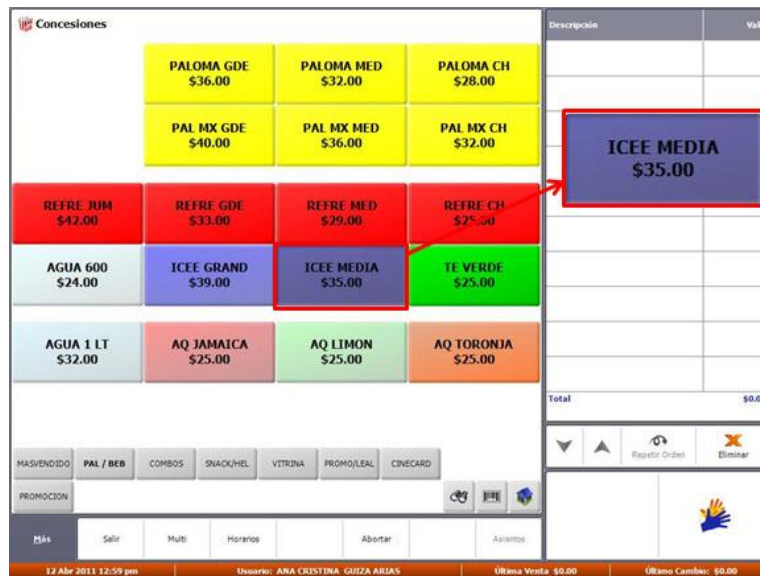 Concesiones
Descripción
Val
PALOMA GDE
$36.00
PALOMA MED
$32.00
PALOMA CH
$28.00
PAL MX GDE
$40.00
PAL MX MED
$36.00
PAL MX CH
$32.00
ICEE MEDIA
$35.00
REFRE JUM
$42.00
REFRE GDE
$33.00
REFRE MED
$29.00
REFRE CH
$25.00
AGUA 600
$24.00
ICEE GRAND
$39.00
ICEE MEDIA
$35.00
TE VERDE
$25.00
AGUA 1 LT
$32.00
AQ JAMAICA
$25.00
AQ LIMON
$25.00
AQ TORONJA
$25.00
Total
$0.0
MASVENDIDO
PAL / BEB
COMBOS
SNACK/HEL
VITRINA
PROMO/LEAL
CINECARD
Repetir Orden
Eliminar
PROMOCION
Más
Salir
Multi
Horarios
Abortar
Asientos
12 Abr 2011 12:59 pm
Usuario: ANA CRISTINA GUIZA ARIAS
Última Venta $0.00
Último Cambio: $0.00